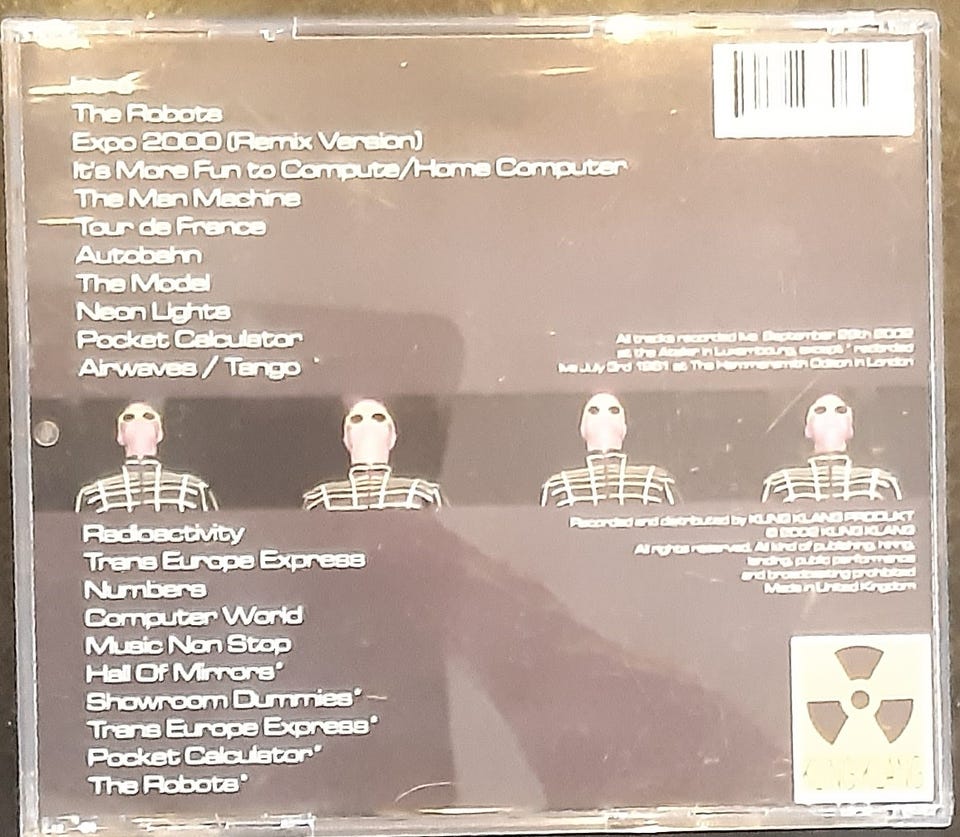 Intro
The Robots
Expo 2000 (Remix Version)
It's More Fun to Compute/Home Computer
The Man Machine
Tour de France
Autobahn
The Model
Neon Lights
Pocket Calculator
Airwaves / Tango *
All tracks recorded live September 2002
at the Atelier in Luxembourg, except * recorded
live July 3rd 1981 at The Hammersmith Odeon in London
Radioactivity
Trans Europe Express
Numbers
Computer World
Music Non Stop
Hall Of Mirrors*
Showroom Dummies*
Trans Europe Express*
Pocket Calculator*
The Robots*
Recorded and distributed by KLING KLANG PRODUKT
© 2002 KLING KLANG
All rights reserved. All kind of publishing, hiring,
lending, public performance
and broadcasting prohibited
Made in United Kingdom
KLING KLANG